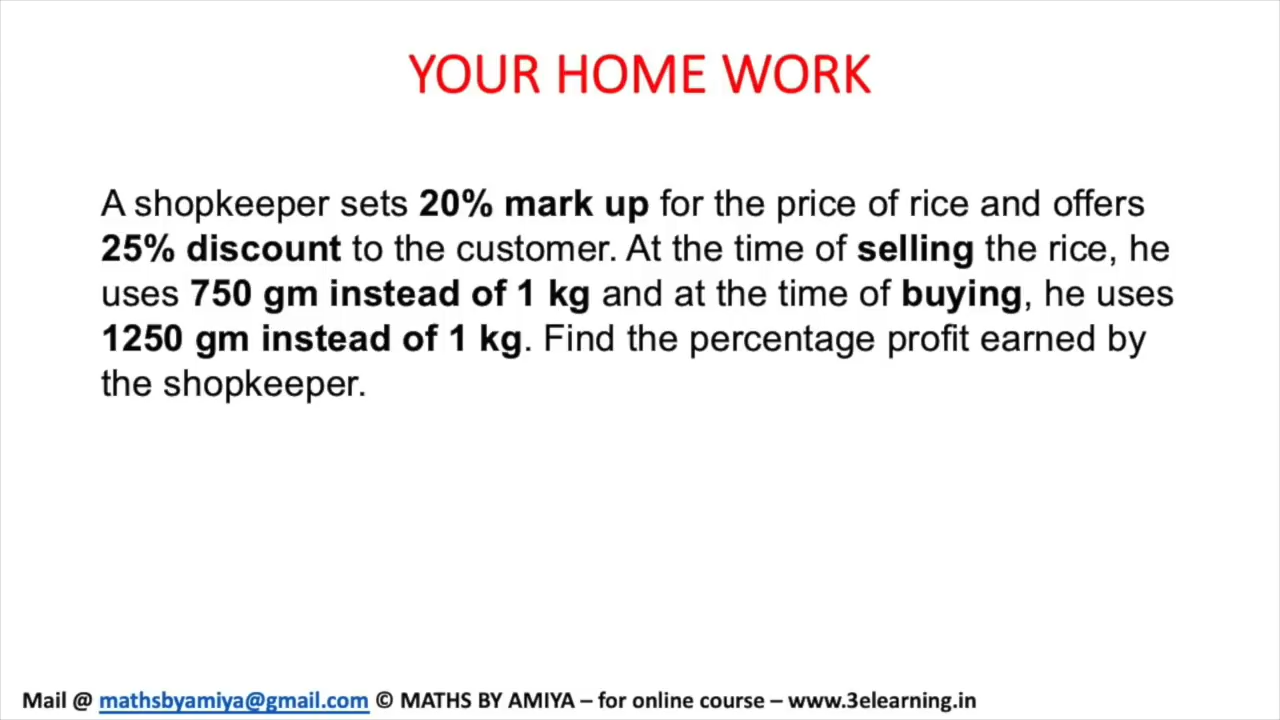 YOUR HOME WORK
A shopkeeper sets 20% mark up for the price of rice and offers
25% discount to the customer. At the time of selling the rice, he
uses 750 gm instead of 1 kg and at the time of buying, he uses
1250 gm instead of 1 kg. Find the percentage profit earned by
the shopkeeper.
Mail @ mathsbyamiya@gmail.com © MATHS BY AMIYA – for online course – www.3elearning.in